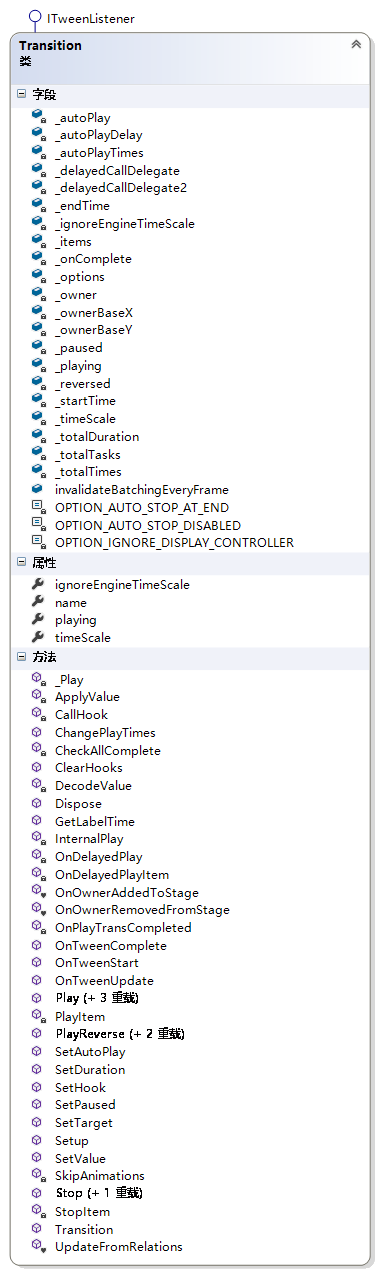 ITweenListener
Transition
类
字段
_autoPlay
_autoPlayDelay
_autoPlayTimes
_delayedCallDelegate
_delayedCallDelegate2
_endTime
_ignoreEngineTimeScale
_items
_onComplete
_options
_owner
_ownerBaseX
_ownerBaseY
_paused
_playing
_reversed
_startTime
_timeScale
_totalDuration
_totalTasks
_totalTimes
invalidateBatchingEveryFrame
OPTION_AUTO_STOP_AT_END
OPTION_AUTO_STOP_DISABLED
OPTION_IGNORE_DISPLAY_CONTROLLER
属性
ignoreEngineTimeScale
name
playing
timeScale
方法
_Play
ApplyValue
CallHook
ChangePlayTimes
CheckAllComplete
ClearHooks
DecodeValue
Dispose
GetLabelTime
InternalPlay
OnDelayedPlay
OnDelayedPlayItem
OnOwnerAddedToStage
OnOwnerRemovedFromStage
OnPlayTransCompleted
OnTweenComplete
OnTweenStart
OnTweenUpdate
Play (+ 3 重载)
PlayItem
PlayReverse (+ 2 重载)
SetAutoPlay
SetDuration
SetHook
SetPaused
SetTarget
Setup
SetValue
SkipAnimations
Stop (+ 1 重载)
StopItem
Transition
UpdateFromRelations